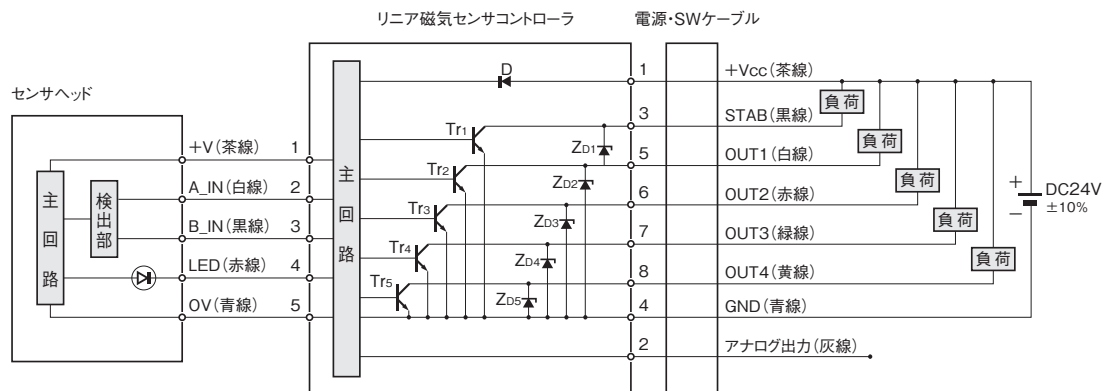 リニア磁気センサコントローラ
電源・SWケーブル
センサヘッド
主回路
検出部
+V(茶線)
1
A_IN(白線)
2
B_IN(黒線)
3
LED(赤線)
4
OV(青線)
5
主回路
D
Tr1
Tr2
Tr3
Tr4
Tr5
ZD1
ZD2
ZD3
ZD4
ZD5
1
+Vcc(茶線)
3
STAB(黒線)
5
OUT1(白線)
6
OUT2(赤線)
7
OUT3(緑線)
8
OUT4(黄線)
4
GND(青線)
2
アナログ出力(灰線)
負荷
負荷
負荷
負荷
負荷
+
−
DC24V
±10%